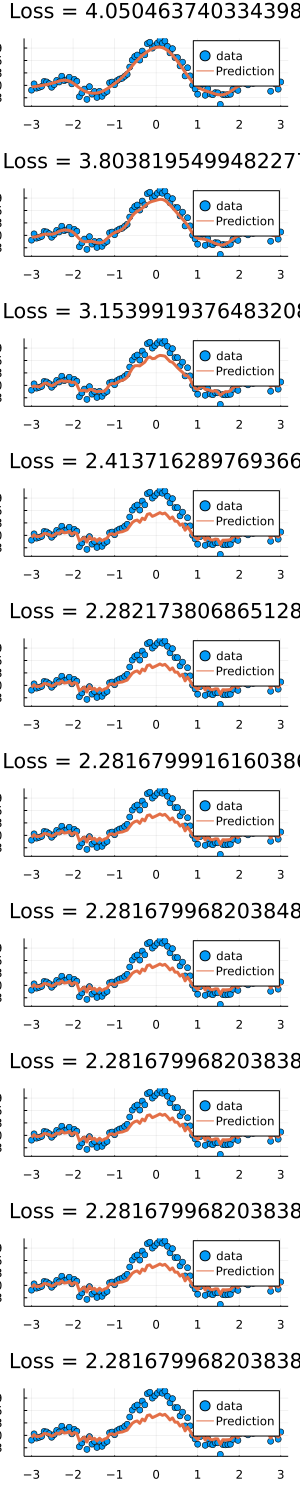 Loss = 4.050463740334398
data
Prediction
-3 -2 -1 0 1 2 3
Loss = 3.803819549948227
data
Prediction
-3 -2 -1 0 1 2 3
Loss = 3.153991937648320
data
Prediction
-3 -2 -1 0 1 2 3
Loss = 2.413716289769366
data
Prediction
-3 -2 -1 0 1 2 3
Loss = 2.282173806865128
data
Prediction
-3 -2 -1 0 1 2 3
Loss = 2.281679991616038
data
Prediction
-3 -2 -1 0 1 2 3
Loss = 2.281679968203848
data
Prediction
-3 -2 -1 0 1 2 3
Loss = 2.281679968203838
data
Prediction
-3 -2 -1 0 1 2 3
Loss = 2.281679968203838
data
Prediction
-3 -2 -1 0 1 2 3
Loss = 2.281679968203838
data
Prediction
-3 -2 -1 0 1 2 3